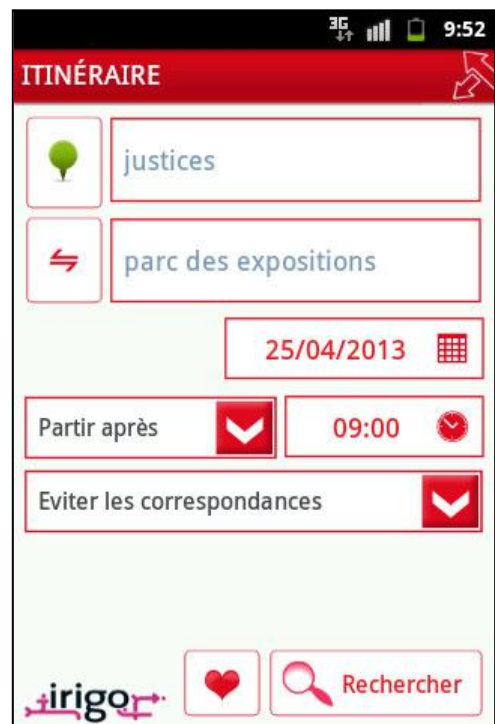 3G 9:52
ITINÉRAIRE
justices
parc des expositions
25/04/2013
Partir après 09:00
Eviter les correspondances
irigo Rechercher